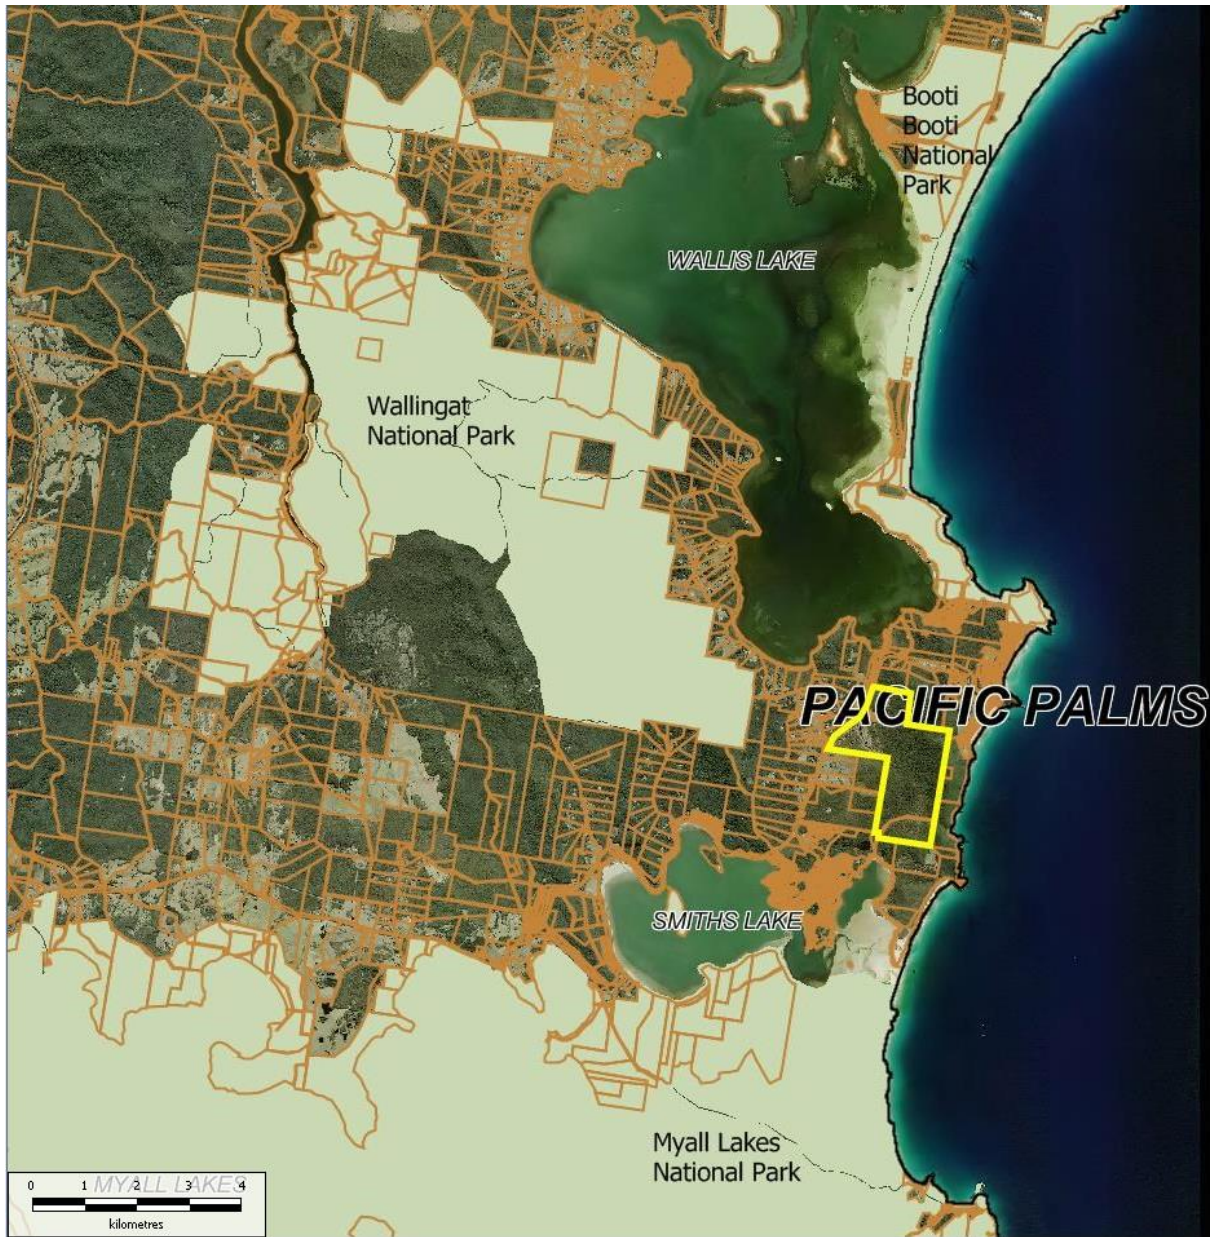 Booti
Booti
National
Park
WALLIS LAKE
Wallingat
National Park
PACIFIC PALMS
SMITHS LAKE
Myall Lakes
National Park
MYALL LAKES
0 1 2 3 4
kilometres